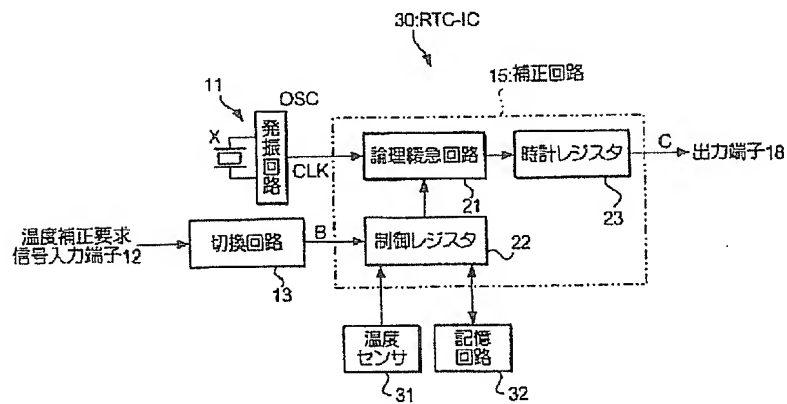 30:RTC-IC
15:補正回路
11
OSC
X
発振回路
CLK
論理緩急回路
21
時計レジスタ
23
C
出力端子18
温度補正要求
信号入力端子12
切換回路
13
B
制御レジスタ
22
温度
センサ
31
記憶
回路
32